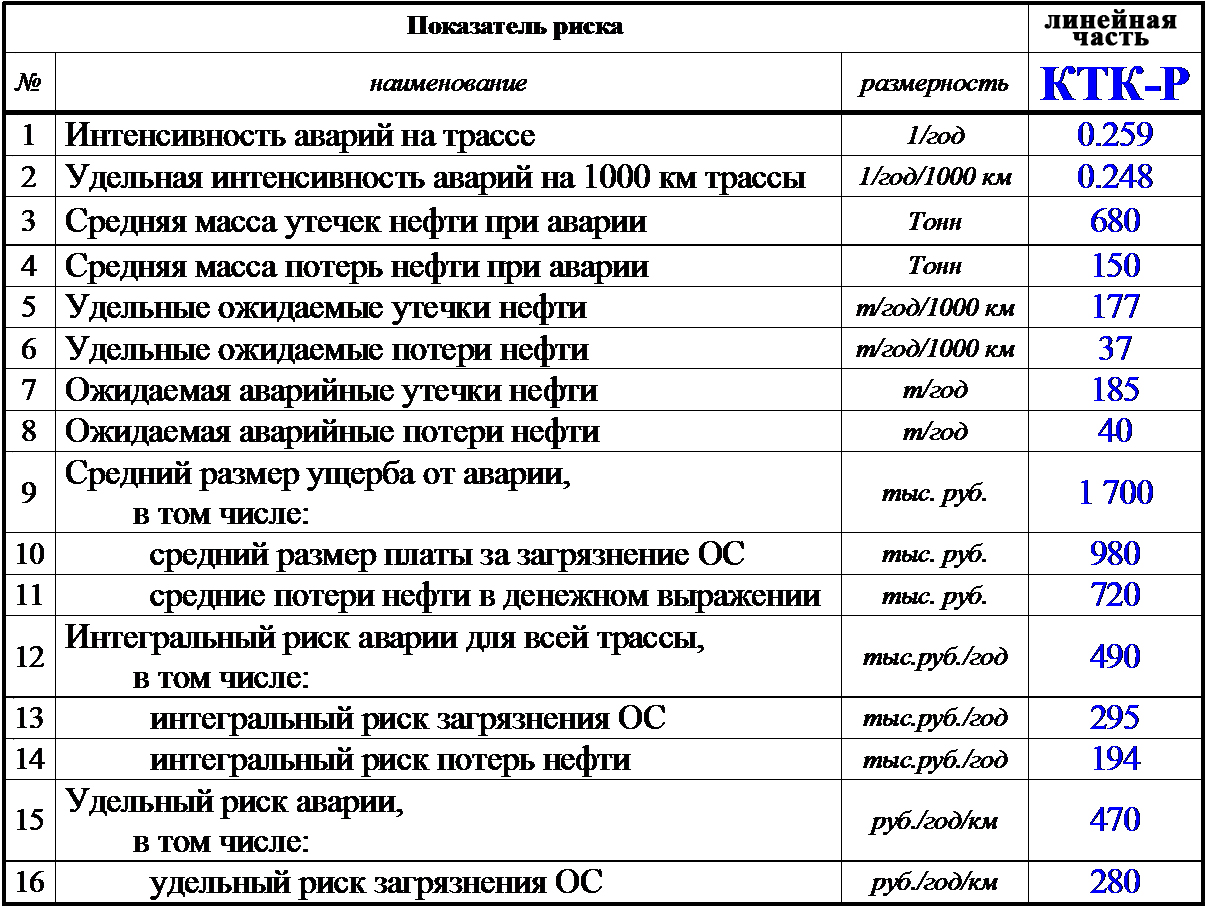 Показатель риска
линейная
часть
№ наименование размерность КТК-Р
1 Интенсивность аварий на трассе 1/год 0.259
2 Удельная интенсивность аварий на 1000 км трассы 1/год/1000 км 0.248
3 Средняя масса утечек нефти при аварии Тонн 680
4 Средняя масса потерь нефти при аварии Тонн 150
5 Удельные ожидаемые утечки нефти т/год/1000 км 177
6 Удельные ожидаемые потери нефти т/год/1000 км 37
7 Ожидаемая аварийные утечки нефти т/год 185
8 Ожидаемая аварийные потери нефти т/год 40
9 Средний размер ущерба от аварии, тыс. руб. 1 700
в том числе:
10 средний размер платы за загрязнение ОС тыс. руб. 980
11 средние потери нефти в денежном выражении тыс. руб. 720
12 Интегральный риск аварии для всей трассы, тыс.руб./год 490
в том числе:
13 интегральный риск загрязнения ОС тыс.руб./год 295
14 интегральный риск потерь нефти тыс.руб./год 194
15 Удельный риск аварии, руб./год/км 470
в том числе:
16 удельный риск загрязнения ОС руб./год/км 280